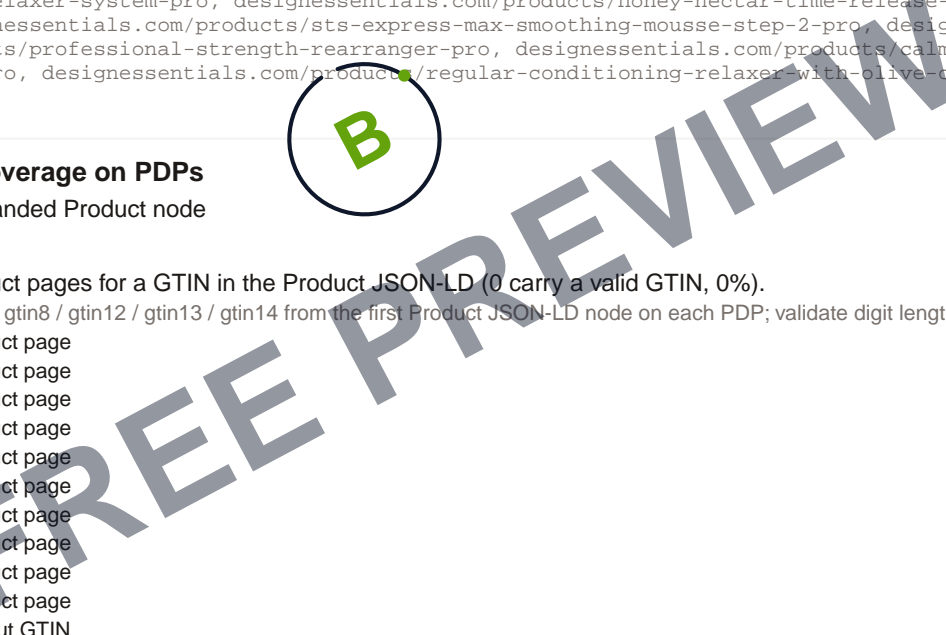 designessentials.com/products/honey-nectar-time-release-
essentials.com/products/sts-express-max-smoothing-mousse-step-2-pro,
ts/professional-strength-rearranger-pro, designessentials.com/products/calm
ro, designessentials.com/products/regular-conditioning-relaxer-with-olive-o
B
verage on PDPs
anded Product node
ct pages for a GTIN in the Product JSON-LD (0 carry a valid GTIN, 0%).
gtin8 / gtin12 / gtin13 / gtin14 from the first Product JSON-LD node on each PDP; validate digit lengt
ct page
ct page
ct page
ct page
ct page
ct page
ct page
ct page
ct page
ct page
ut GTIN
FREE PREVIEW